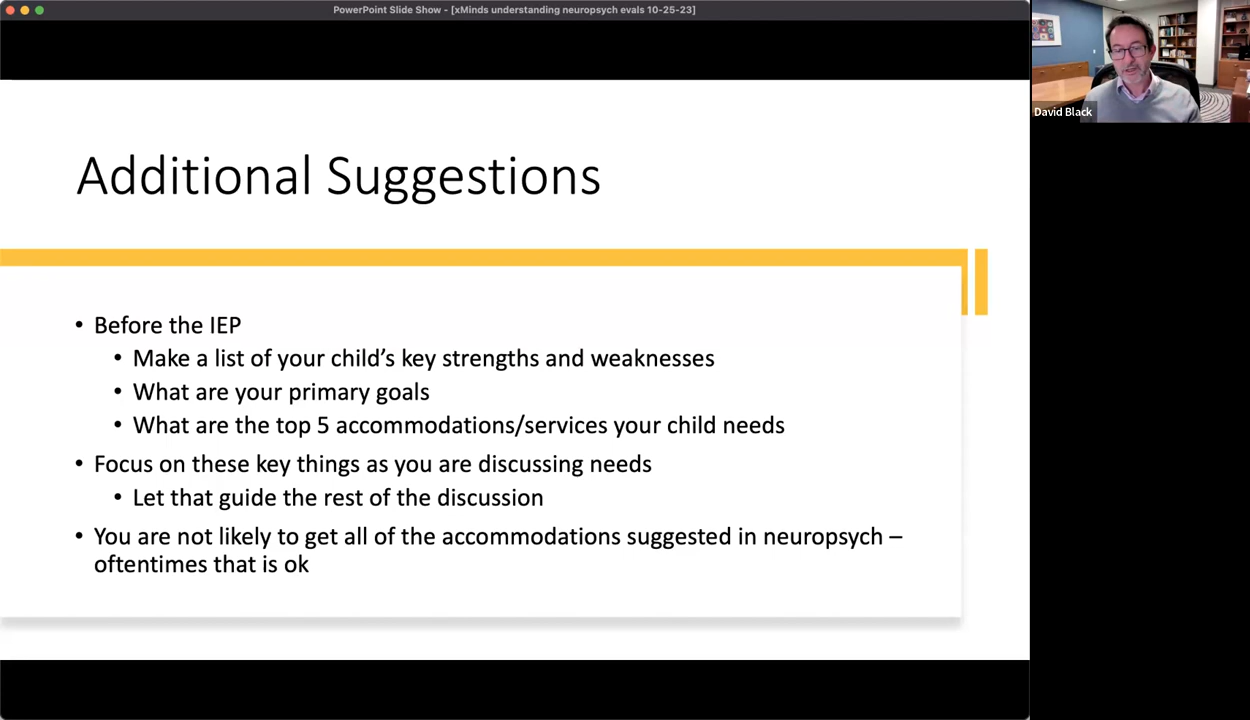 PowerPoint Slide Show - [xMinds understanding neuropsych evals 10-25-23]
David Black
Additional Suggestions
• Before the IEP
• Make a list of your child’s key strengths and weaknesses
• What are your primary goals
• What are the top 5 accommodations/services your child needs
• Focus on these key things as you are discussing needs
• Let that guide the rest of the discussion
• You are not likely to get all of the accommodations suggested in neuropsych –
oftentimes that is ok